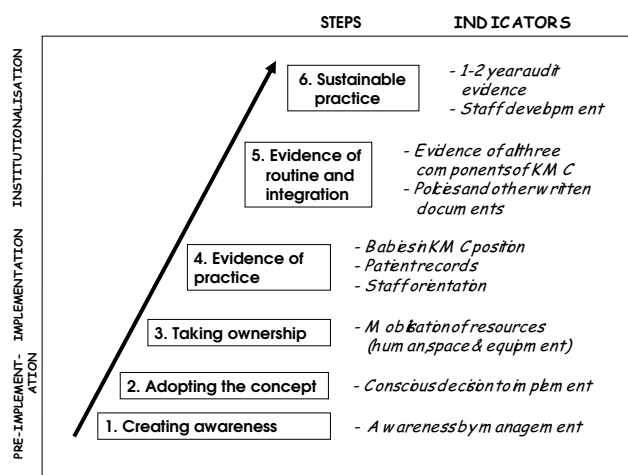 STEPS INDICATORS
INSTITUTIONALISATION
6. Sustainable
practice
- 1-2 year audit
evidence
- Staff development
5. Evidence of
routine and
integration
- Evidence of all three
components of KMC
- Policies and other written
documents
IMPLEMENTATION
4. Evidence of
practice
- Babies in KMC position
- Patient records
- Staff orientation
3. Taking ownership
- Mobilisation of resources
(human, space & equipment)
PRE-IMPLEMENT-
ATION
2. Adopting the concept
- Conscious decision to implement
1. Creating awareness
- Awareness by management